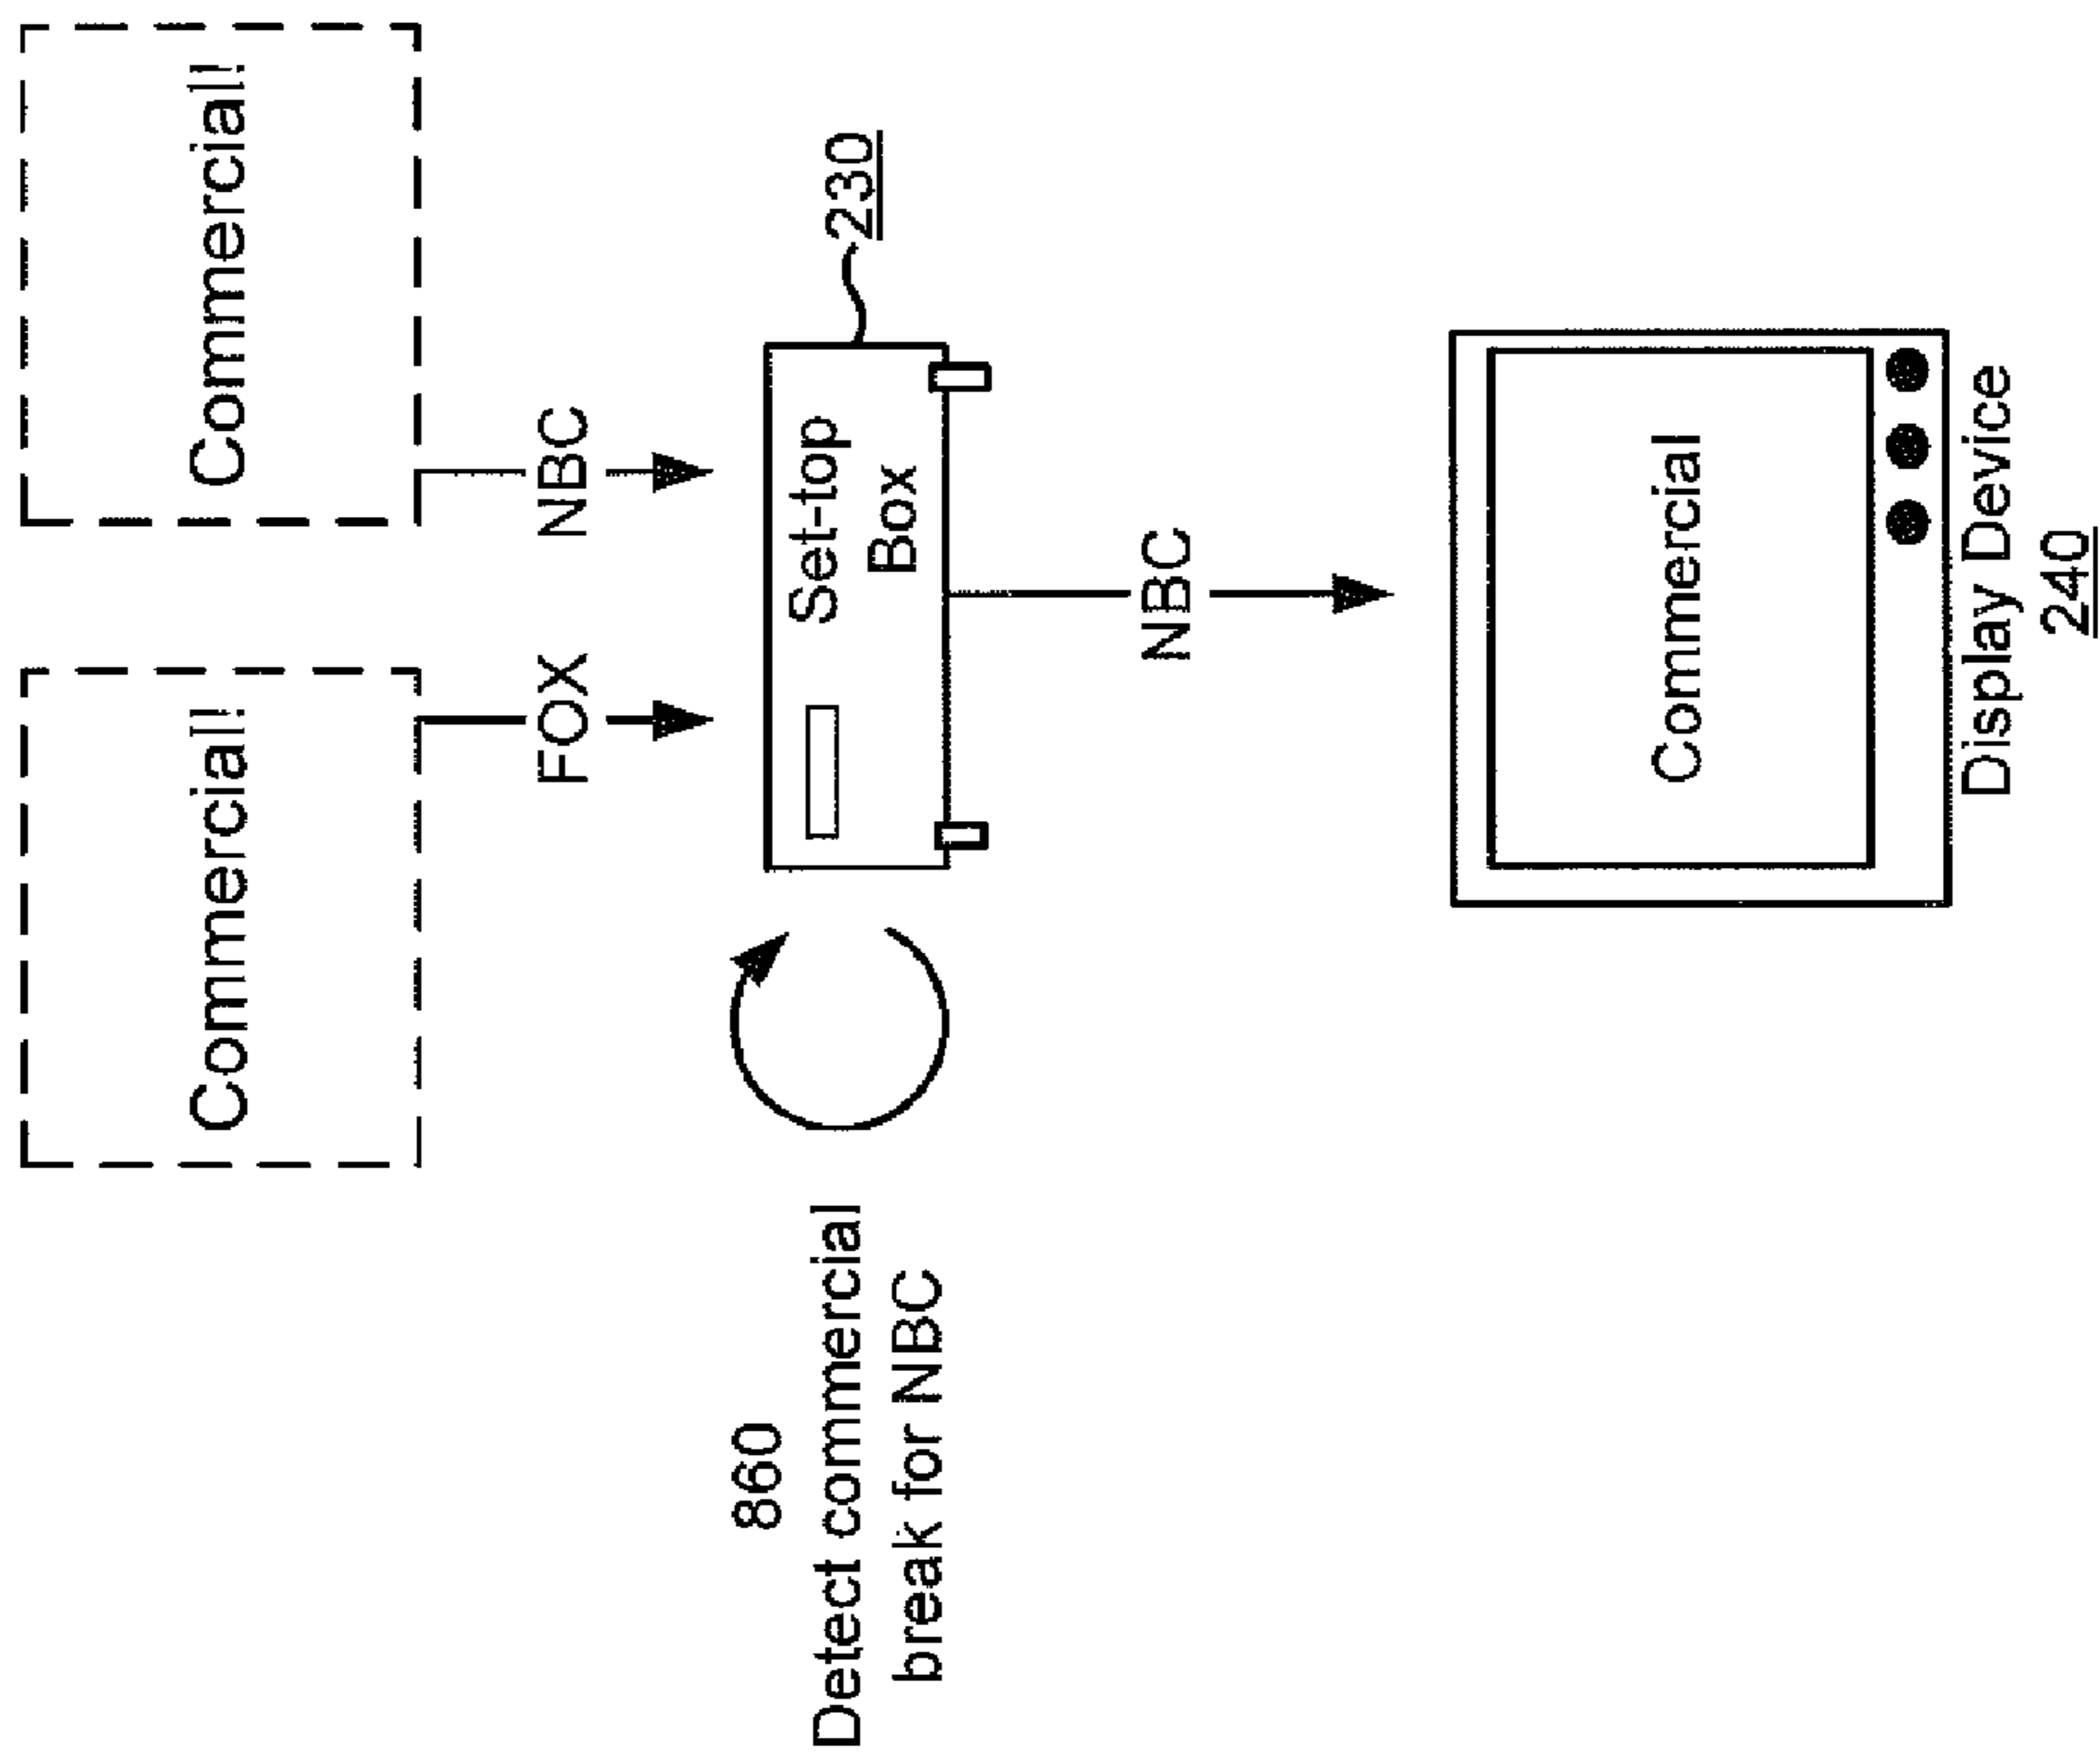 Commercial!
Commercial!
FOX
NBC
860
Detect commercial
break for NBC
Set-top
Box
230
NBC
Commercial
Display Device
240